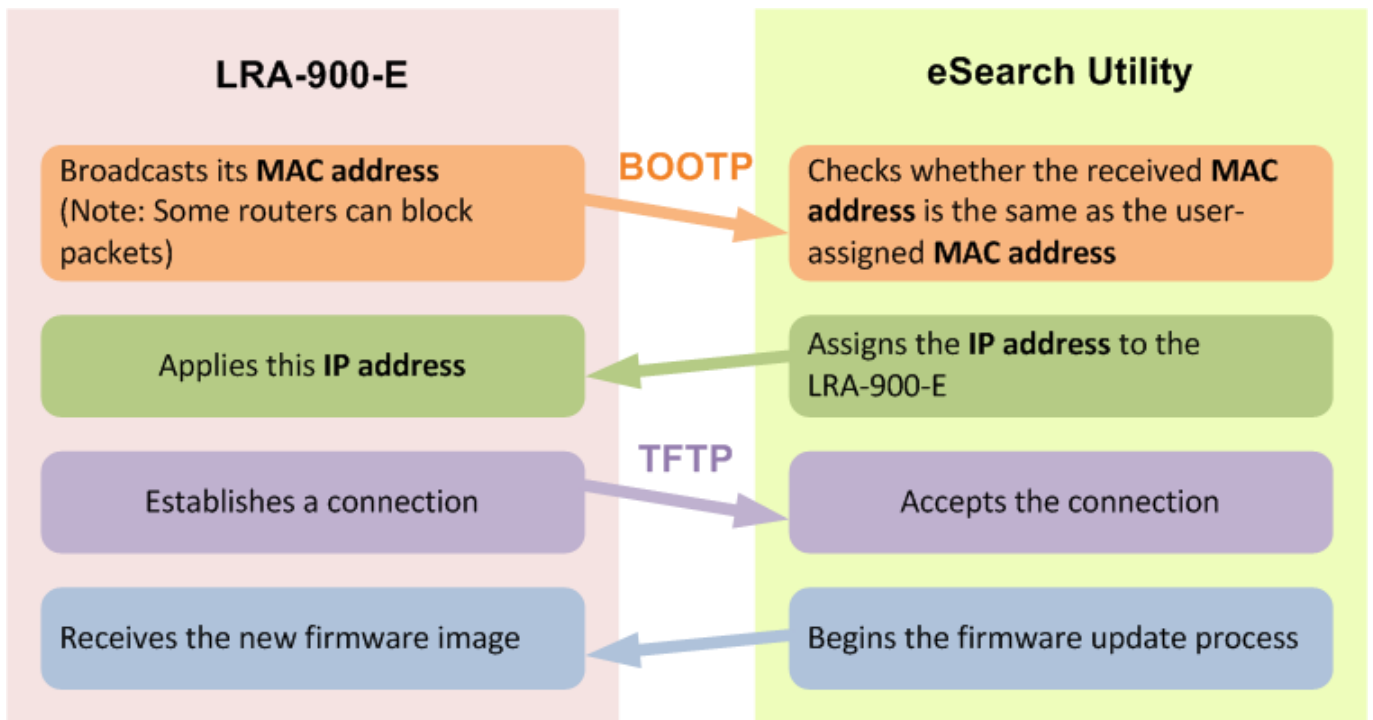 LRA-900-E
eSearch Utility
Broadcasts its MAC address
(Note: Some routers can block
packets)
BOOTP
Checks whether the received MAC
address is the same as the user-
assigned MAC address
Applies this IP address
Assigns the IP address to the
LRA-900-E
Establishes a connection
TFTP
Accepts the connection
Receives the new firmware image
Begins the firmware update process